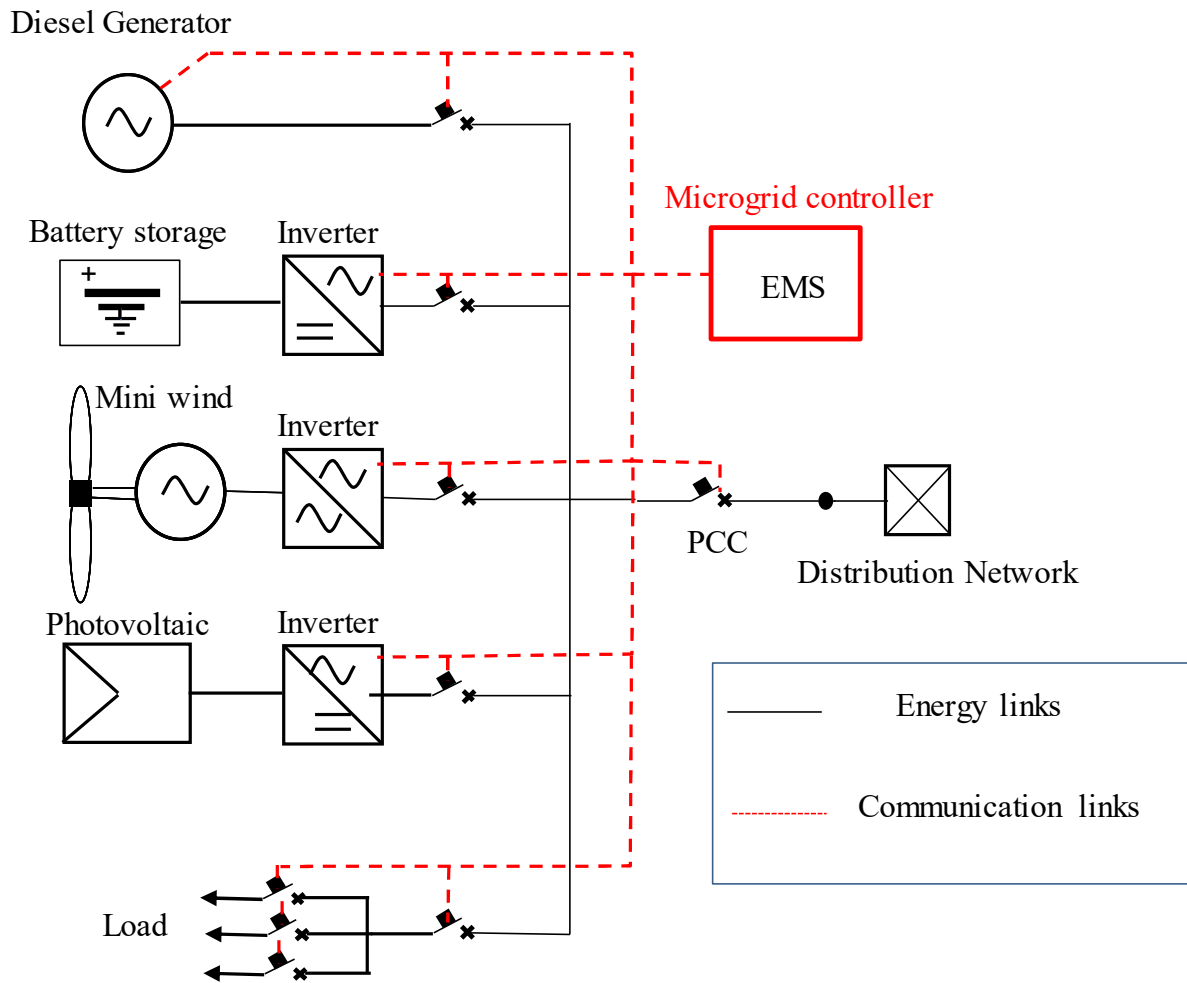 Diesel Generator
Microgrid controller
Battery storage
Inverter
+
EMS
Mini wind
Inverter
PCC
Distribution Network
Photovoltaic
Inverter
Energy links
Communication links
Load